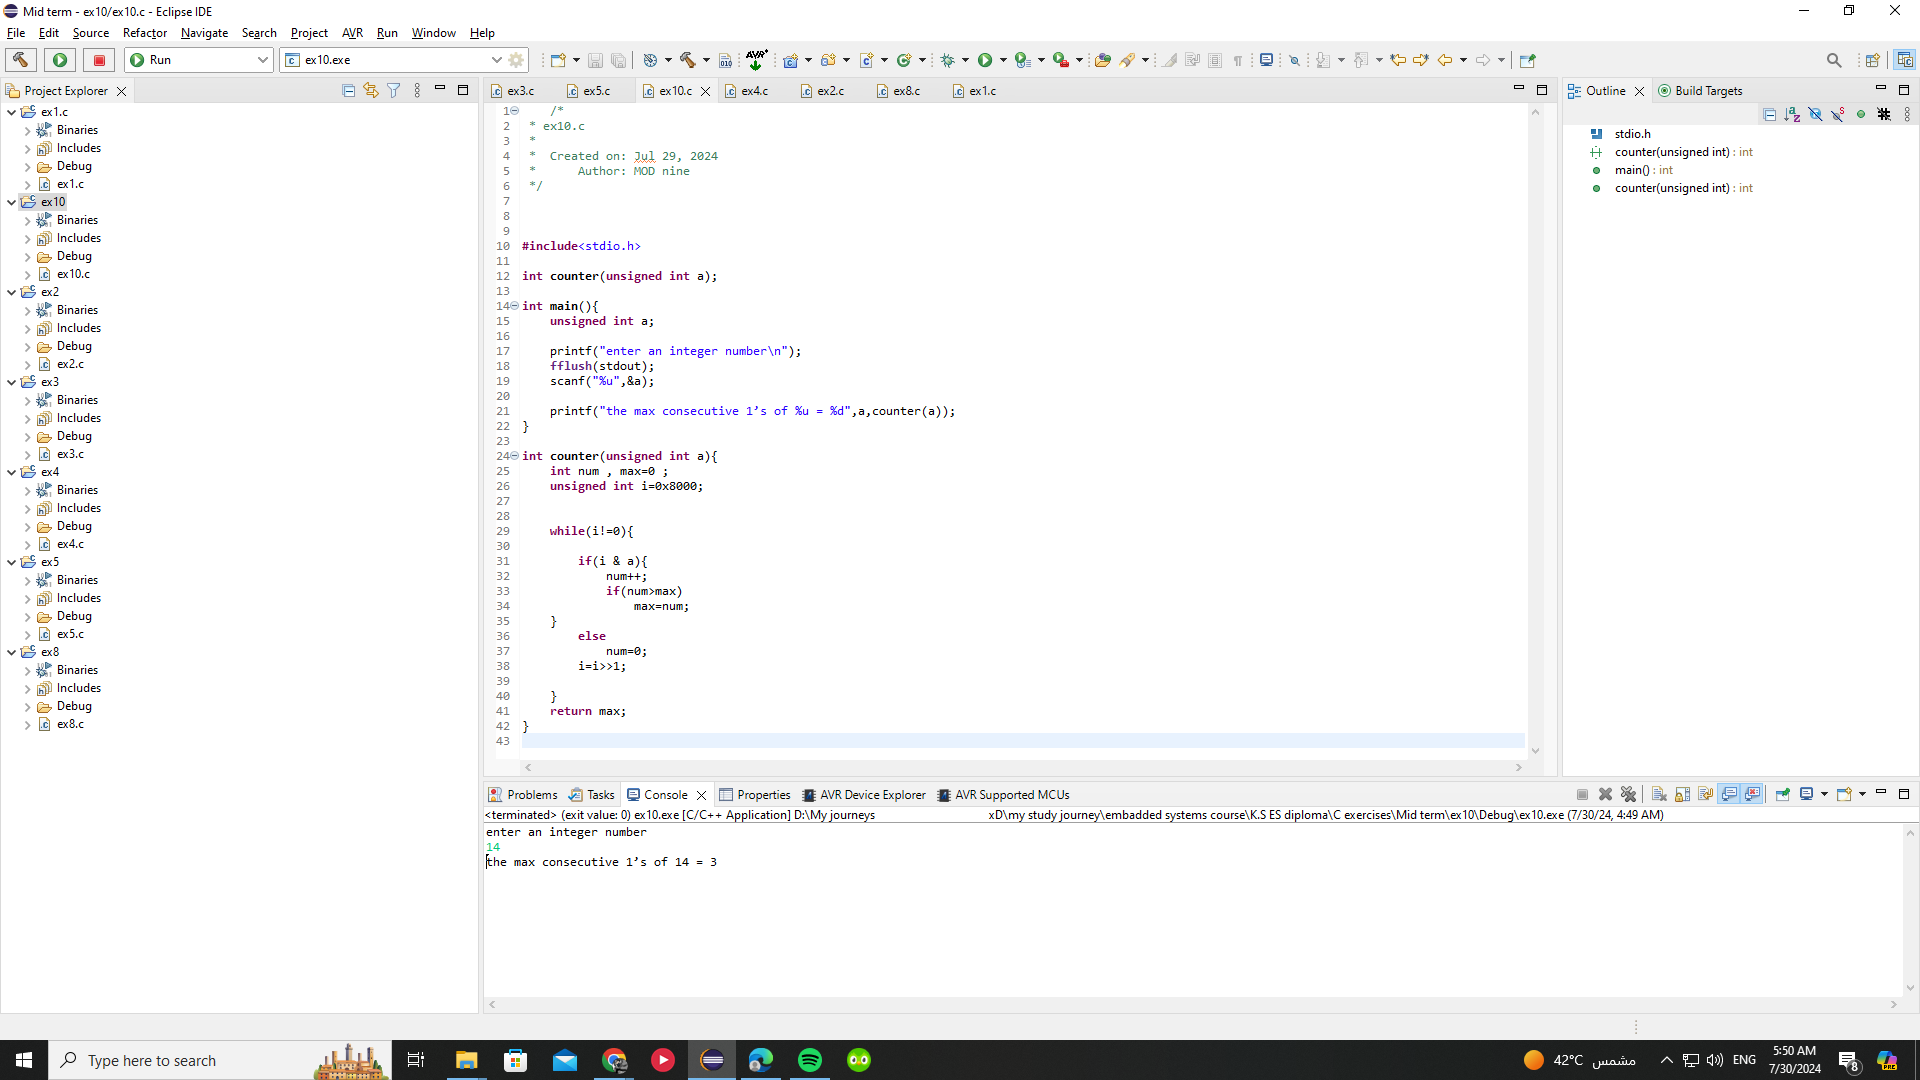 Mid term - ex10/ex10.c - Eclipse IDE
File Edit Source Refactor Navigate Search Project AVR Run Window Help
Run
ex10.exe
Project Explorer
ex1.c
Binaries
Includes
Debug
ex1.c
ex10
Binaries
Includes
Debug
ex10.c
ex2
Binaries
Includes
Debug
ex2.c
ex3
Binaries
Includes
Debug
ex3.c
ex4
Binaries
Includes
Debug
ex4.c
ex5
Binaries
Includes
Debug
ex5.c
ex8
Binaries
Includes
Debug
ex8.c
ex3.c ex5.c ex10.c ex4.c ex2.c ex8.c ex1.c
1 /*
2 * ex10.c
3 *
4 * Created on: Jul 29, 2024
5 * Author: MOD nine
6 */
7
8
9
10 #include<stdio.h>
11
12 int counter(unsigned int a);
13
14 int main(){
15 unsigned int a;
16
17 printf("enter an integer number\n");
18 fflush(stdout);
19 scanf("%u",&a);
20
21 printf("the max consecutive 1’s of %u = %d",a,counter(a));
22 }
23
24 int counter(unsigned int a){
25 int num , max=0 ;
26 unsigned int i=0x8000;
27
28
29 while(i!=0){
30
31 if(i & a){
32 num++;
33 if(num>max)
34 max=num;
35 }
36 else
37 num=0;
38 i=i>>1;
39
40 }
41 return max;
42 }
43
Outline Build Targets
stdio.h
counter(unsigned int) : int
main() : int
counter(unsigned int) : int
Problems Tasks Console Properties AVR Device Explorer AVR Supported MCUs
<terminated> (exit value: 0) ex10.exe [C/C++ Application] D:\My journeys xD\my study journey\embadded systems course\K.S ES diploma\C exercises\Mid term\ex10\Debug\ex10.exe (7/30/24, 4:49 AM)
enter an integer number
14
the max consecutive 1’s of 14 = 3
Type here to search
42°C مشمس
ENG
5:50 AM
7/30/2024
8